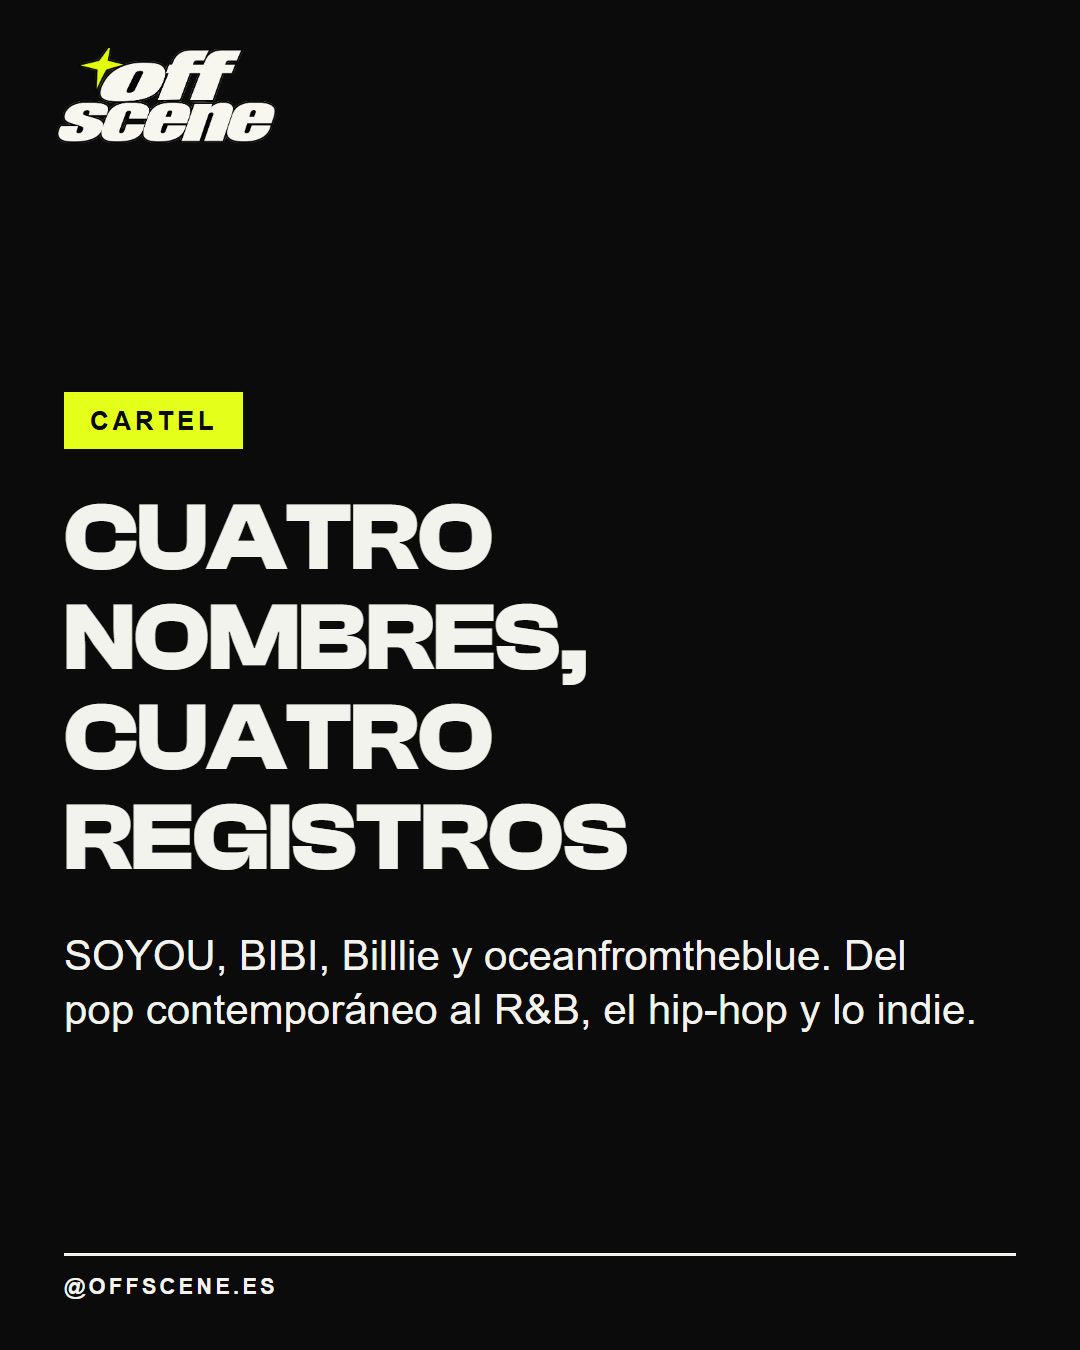 off
scene
CARTEL
CUATRO
NOMBRES,
CUATRO
REGISTROS
SOYOU, BIBI, Billlie y oceanfromtheblue. Del
pop contemporáneo al R&B, el hip-hop y lo indie.
@OFFSCENE.ES